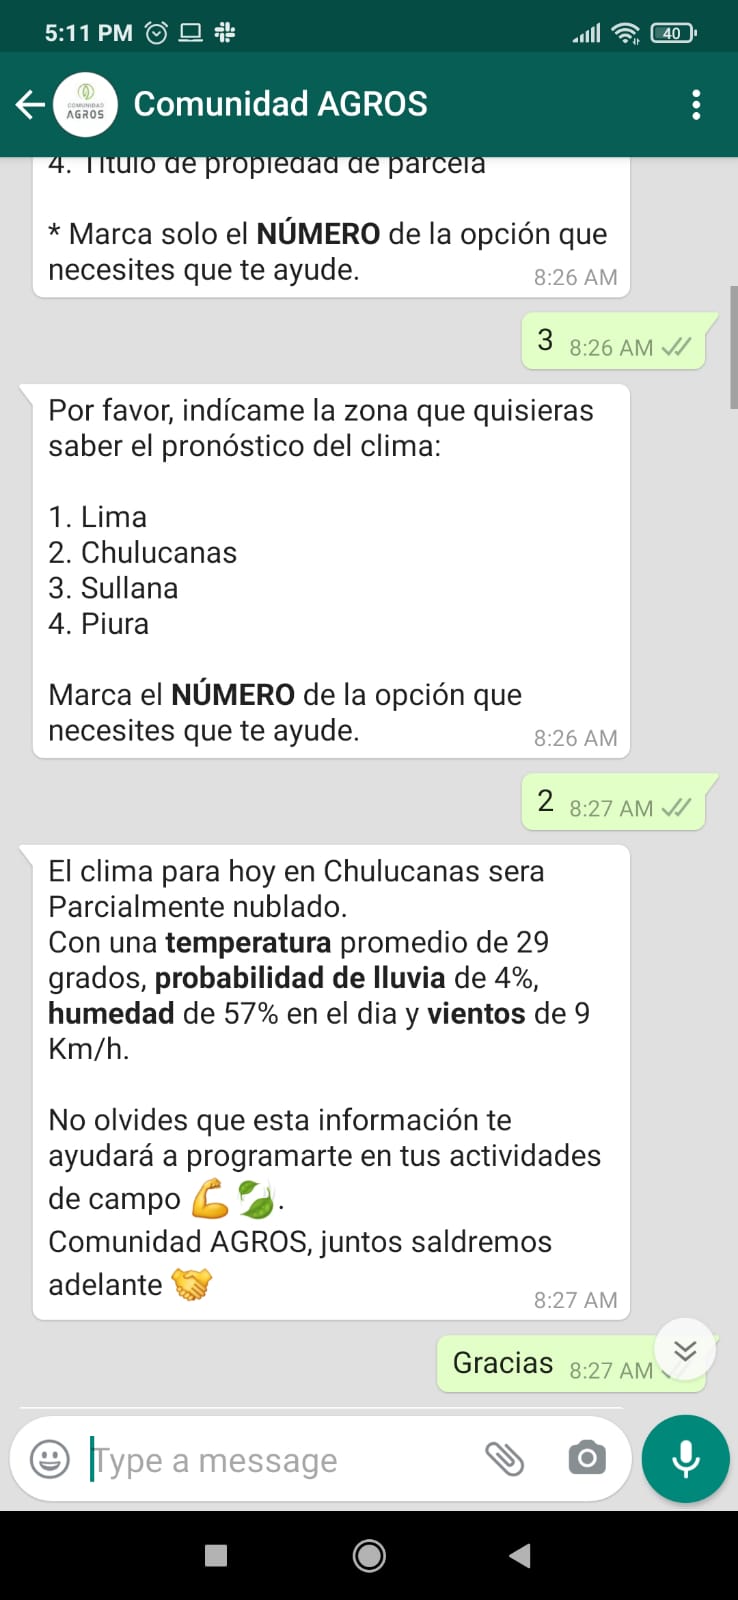 5:11 PM
40
COMUNIDAD
AGROS
Comunidad AGROS
4. Título de propiedad de parcela
* Marca solo el NÚMERO de la opción que
necesites que te ayude.
8:26 AM
3 8:26 AM
Por favor, indícame la zona que quisieras
saber el pronóstico del clima:
1. Lima
2. Chulucanas
3. Sullana
4. Piura
Marca el NÚMERO de la opción que
necesites que te ayude.
8:26 AM
2 8:27 AM
El clima para hoy en Chulucanas sera
Parcialmente nublado.
Con una temperatura promedio de 29
grados, probabilidad de lluvia de 4%,
humedad de 57% en el dia y vientos de 9
Km/h.
No olvides que esta información te
ayudará a programarte en tus actividades
de campo 💪🍃.
Comunidad AGROS, juntos saldremos
adelante 🤝
8:27 AM
Gracias 8:27 AM
Type a message